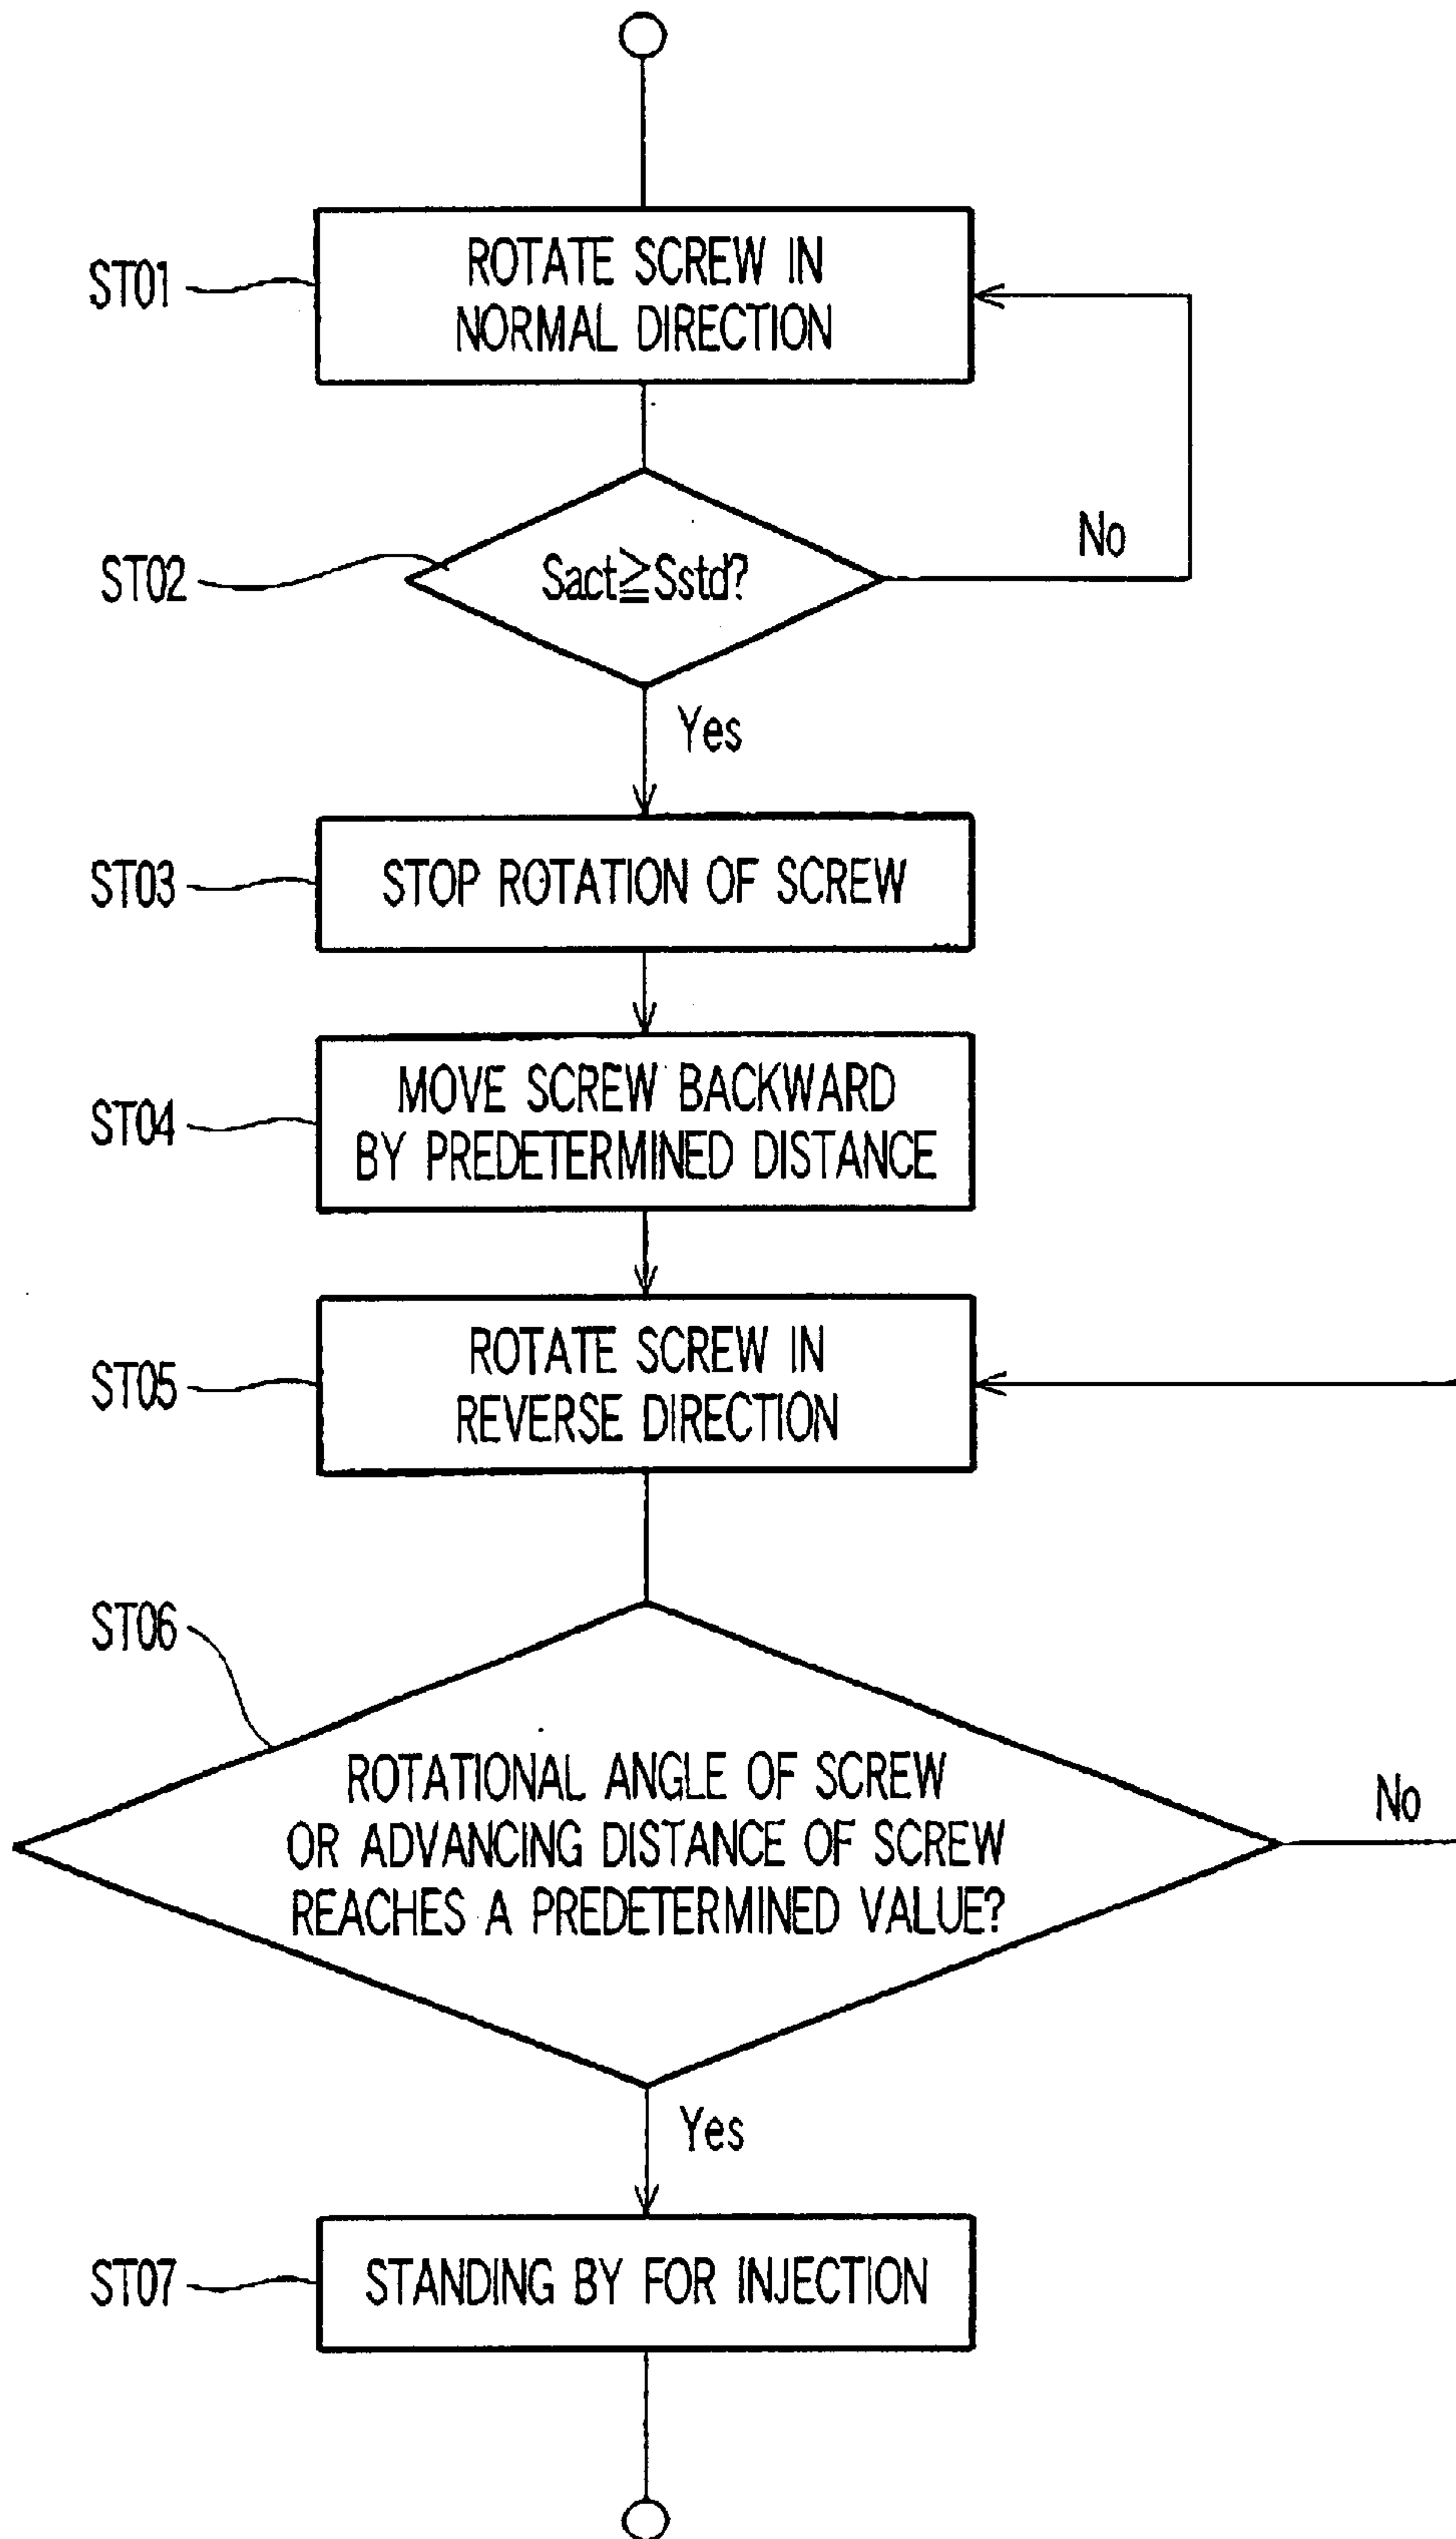 ST01
ROTATE SCREW IN
NORMAL DIRECTION
ST02
Sact≧Sstd?
No
Yes
ST03
STOP ROTATION OF SCREW
ST04
MOVE SCREW BACKWARD
BY PREDETERMINED DISTANCE
ST05
ROTATE SCREW IN
REVERSE DIRECTION
ST06
ROTATIONAL ANGLE OF SCREW
OR ADVANCING DISTANCE OF SCREW
REACHES A PREDETERMINED VALUE?
No
Yes
ST07
STANDING BY FOR INJECTION